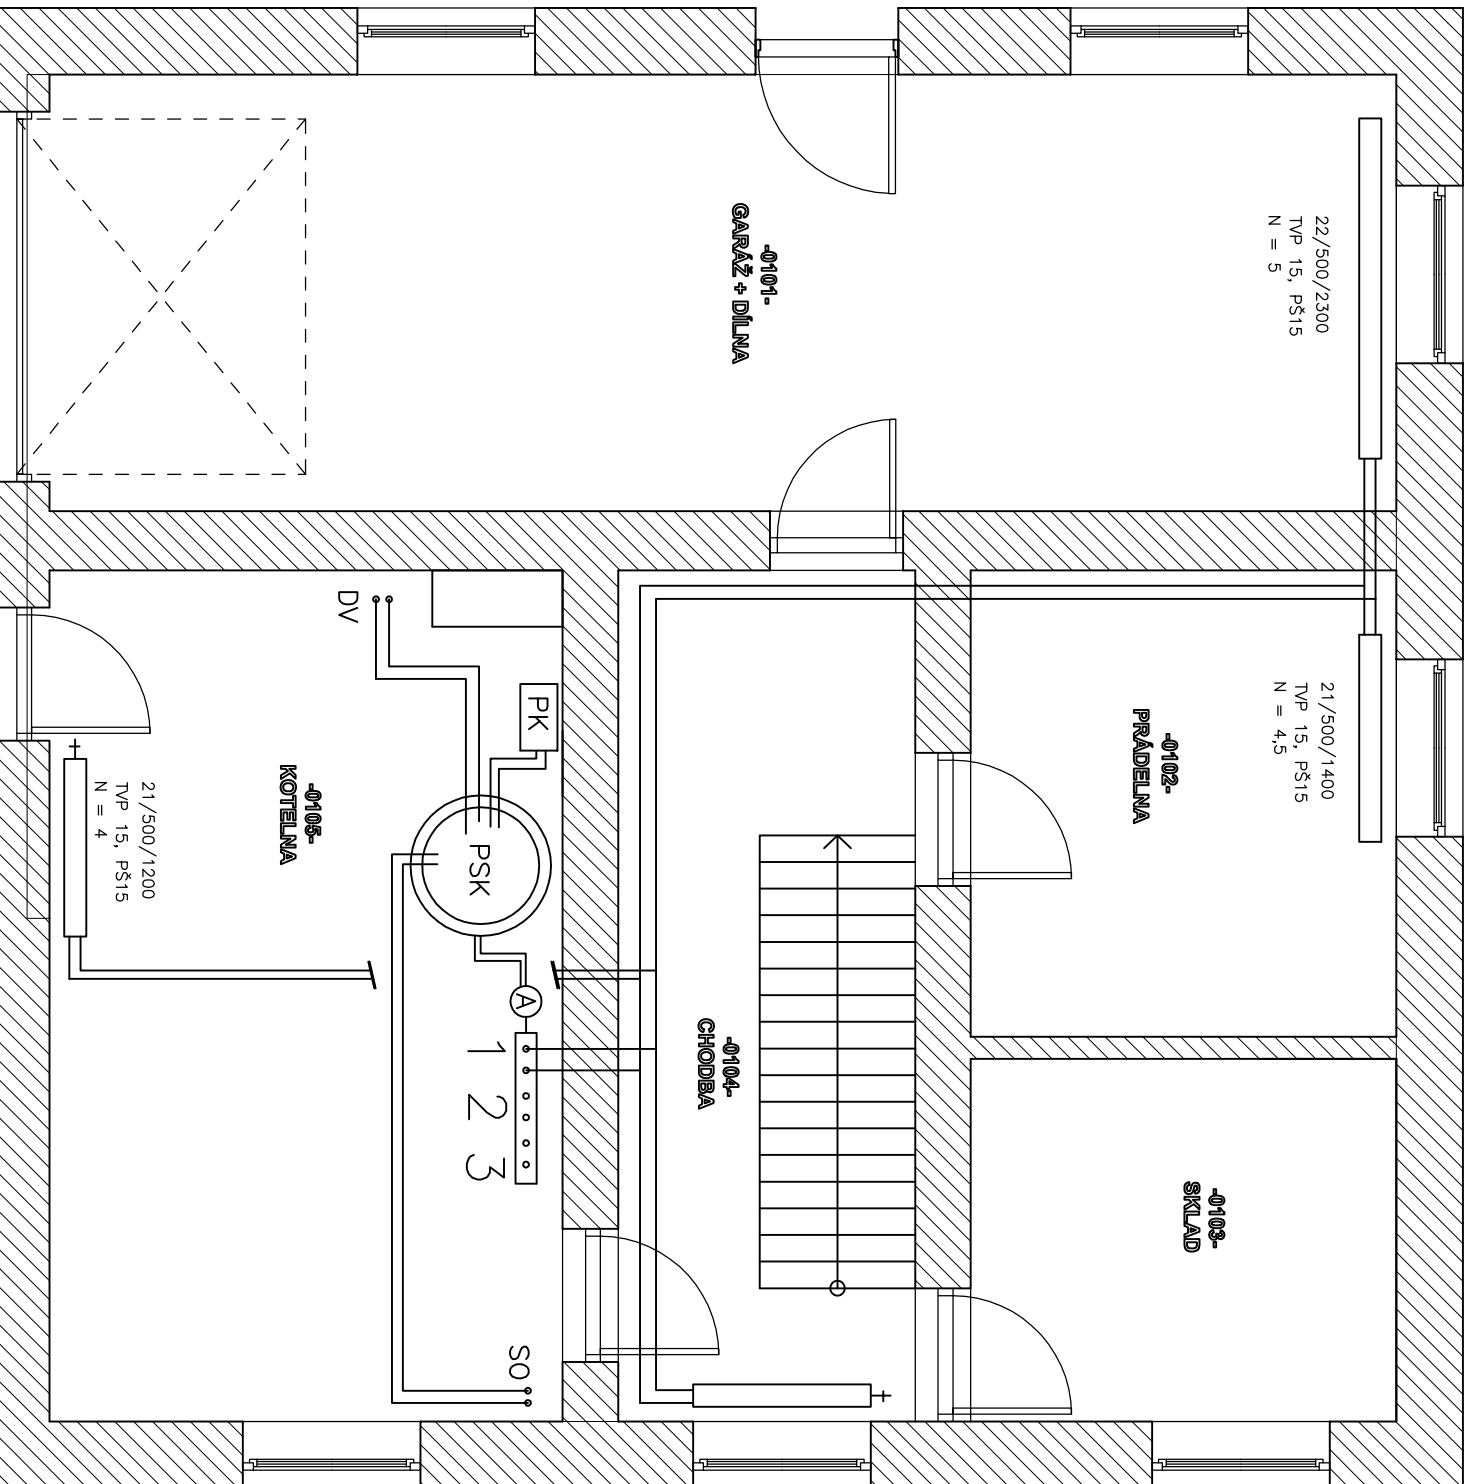 -0101-
GARÁŽ + DÍLNA
22/500/2300
TVP 15, PŠ15
N = 5
21/500/1400
TVP 15, PŠ15
N = 4,5
-0102-
PRÁDELNA
-0103-
SKLAD
-0104-
CHODBA
-0105-
KOTELNA
21/500/1200
TVP 15, PŠ15
N = 4
DV
PK
PSK
A
1 2 3
SO